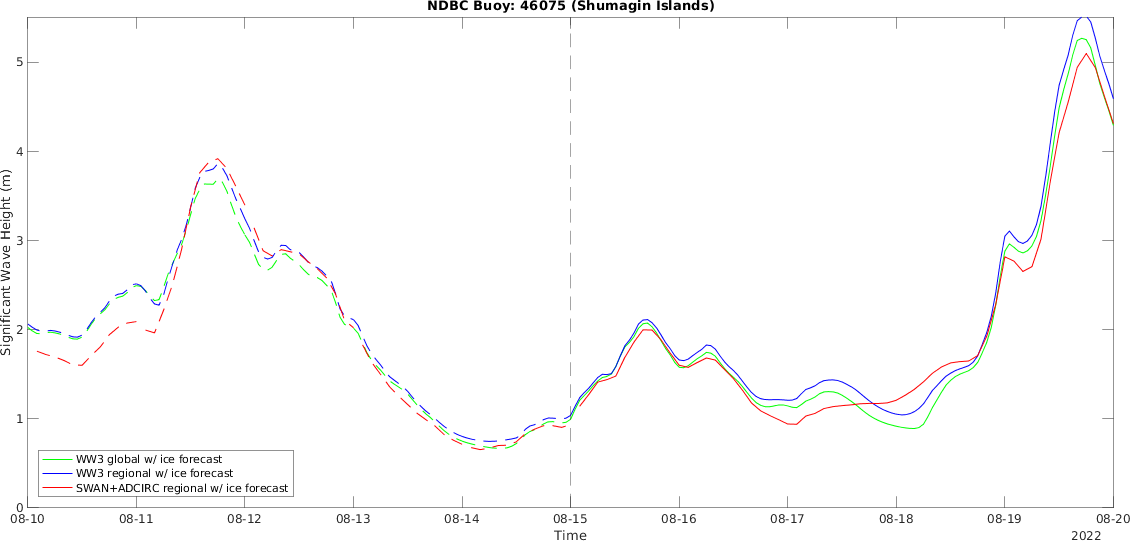 NDBC Buoy: 46075 (Shumagin Islands)
Significant Wave Height (m)
5
4
3
2
1
0
WW3 global w/ ice forecast
WW3 regional w/ ice forecast
SWAN+ADCIRC regional w/ ice forecast
08-10 08-11 08-12 08-13 08-14 08-15 08-16 08-17 08-18 08-19 08-20
Time
2022